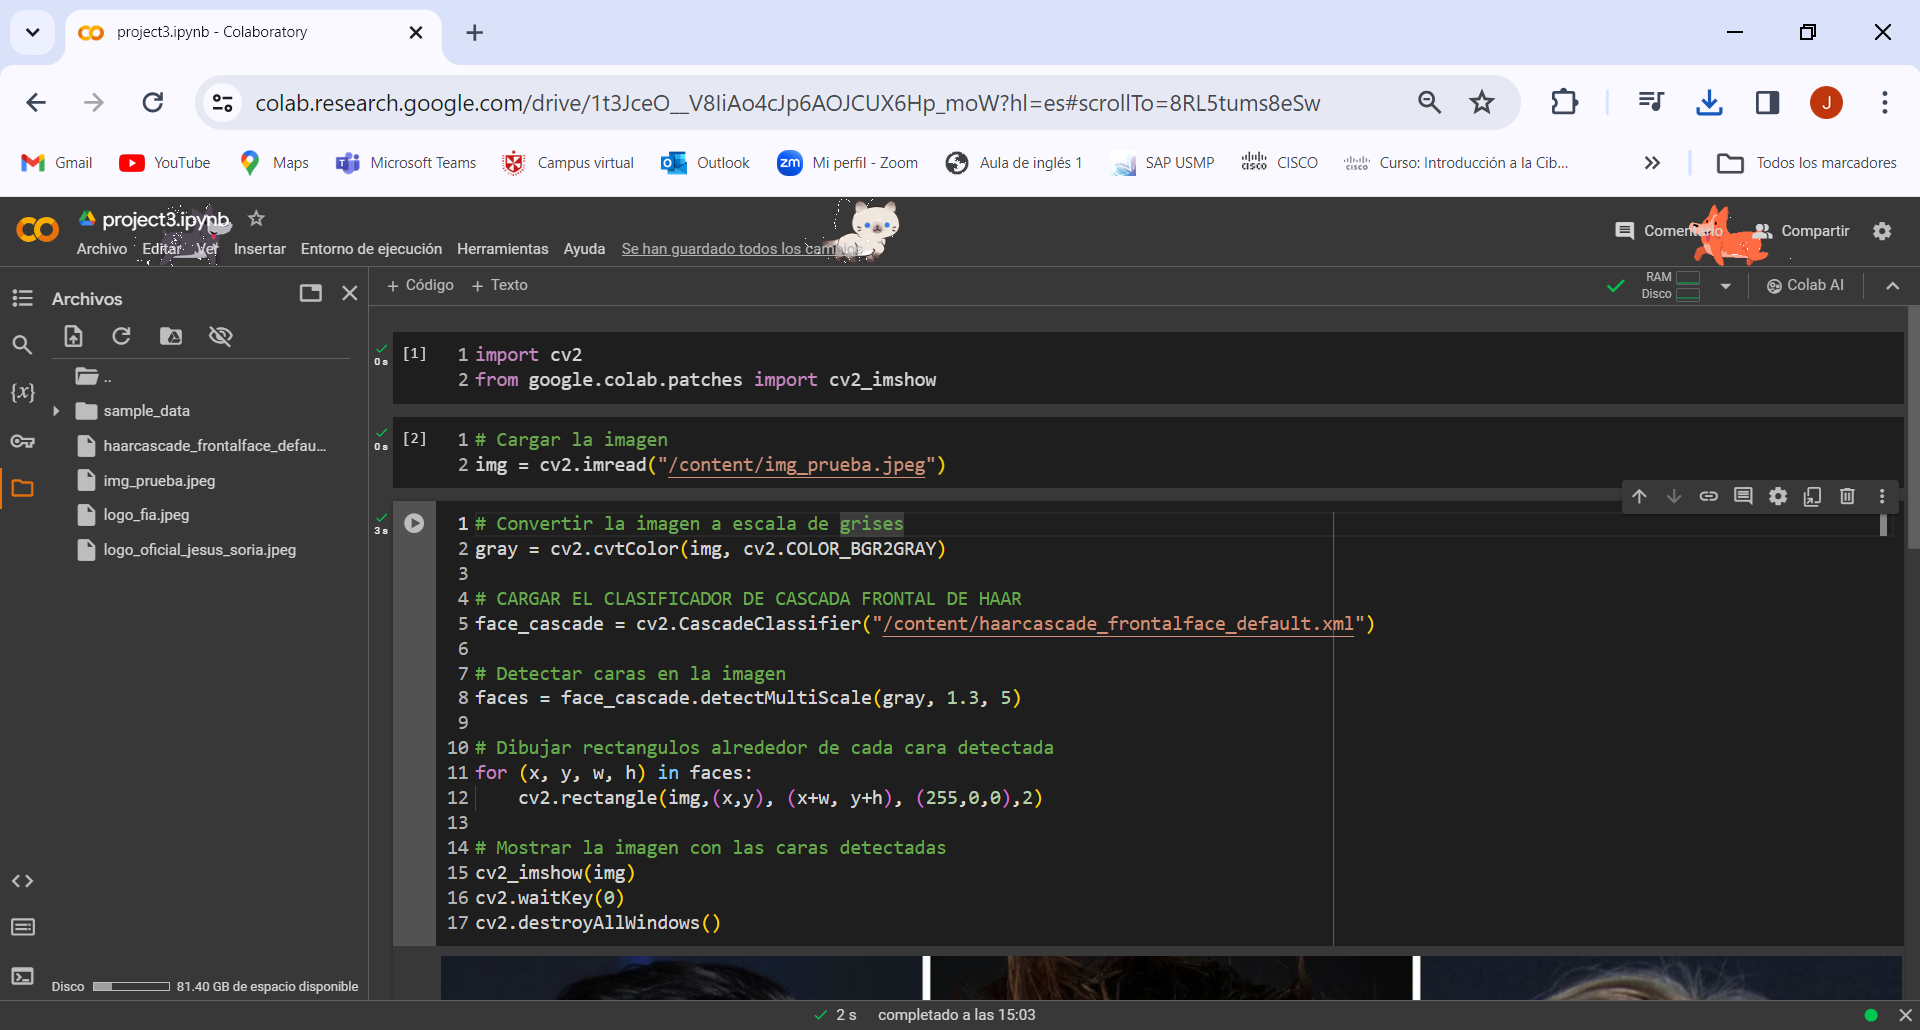 project3.ipynb - Colaboratory
colab.research.google.com/drive/1t3JceO__V8IiAo4cJp6AOJCUX6Hp_moW?hl=es#scrollTo=8RL5tums8eSw
J
Gmail YouTube Maps Microsoft Teams Campus virtual Outlook zm Mi perfil - Zoom Aula de inglés 1 SAP USMP CISCO Curso: Introducción a la Cib... Todos los marcadores
project3.ipynb
Archivo Editar Ver Insertar Entorno de ejecución Herramientas Ayuda Se han guardado todos los cambios
Comentario Compartir
Archivos
+ Código + Texto
RAM
Disco
Colab AI
..
sample_data
haarcascade_frontalface_defau...
img_prueba.jpeg
logo_fia.jpeg
logo_oficial_jesus_soria.jpeg
{x}
Disco 81.40 GB de espacio disponible
0 s
[1]
1 import cv2
2 from google.colab.patches import cv2_imshow
0 s
[2]
1 # Cargar la imagen
2 img = cv2.imread("/content/img_prueba.jpeg")
3 s
1 # Convertir la imagen a escala de grises
2 gray = cv2.cvtColor(img, cv2.COLOR_BGR2GRAY)
3
4 # CARGAR EL CLASIFICADOR DE CASCADA FRONTAL DE HAAR
5 face_cascade = cv2.CascadeClassifier("/content/haarcascade_frontalface_default.xml")
6
7 # Detectar caras en la imagen
8 faces = face_cascade.detectMultiScale(gray, 1.3, 5)
9
10 # Dibujar rectangulos alrededor de cada cara detectada
11 for (x, y, w, h) in faces:
12 cv2.rectangle(img,(x,y), (x+w, y+h), (255,0,0),2)
13
14 # Mostrar la imagen con las caras detectadas
15 cv2_imshow(img)
16 cv2.waitKey(0)
17 cv2.destroyAllWindows()
2 s completado a las 15:03